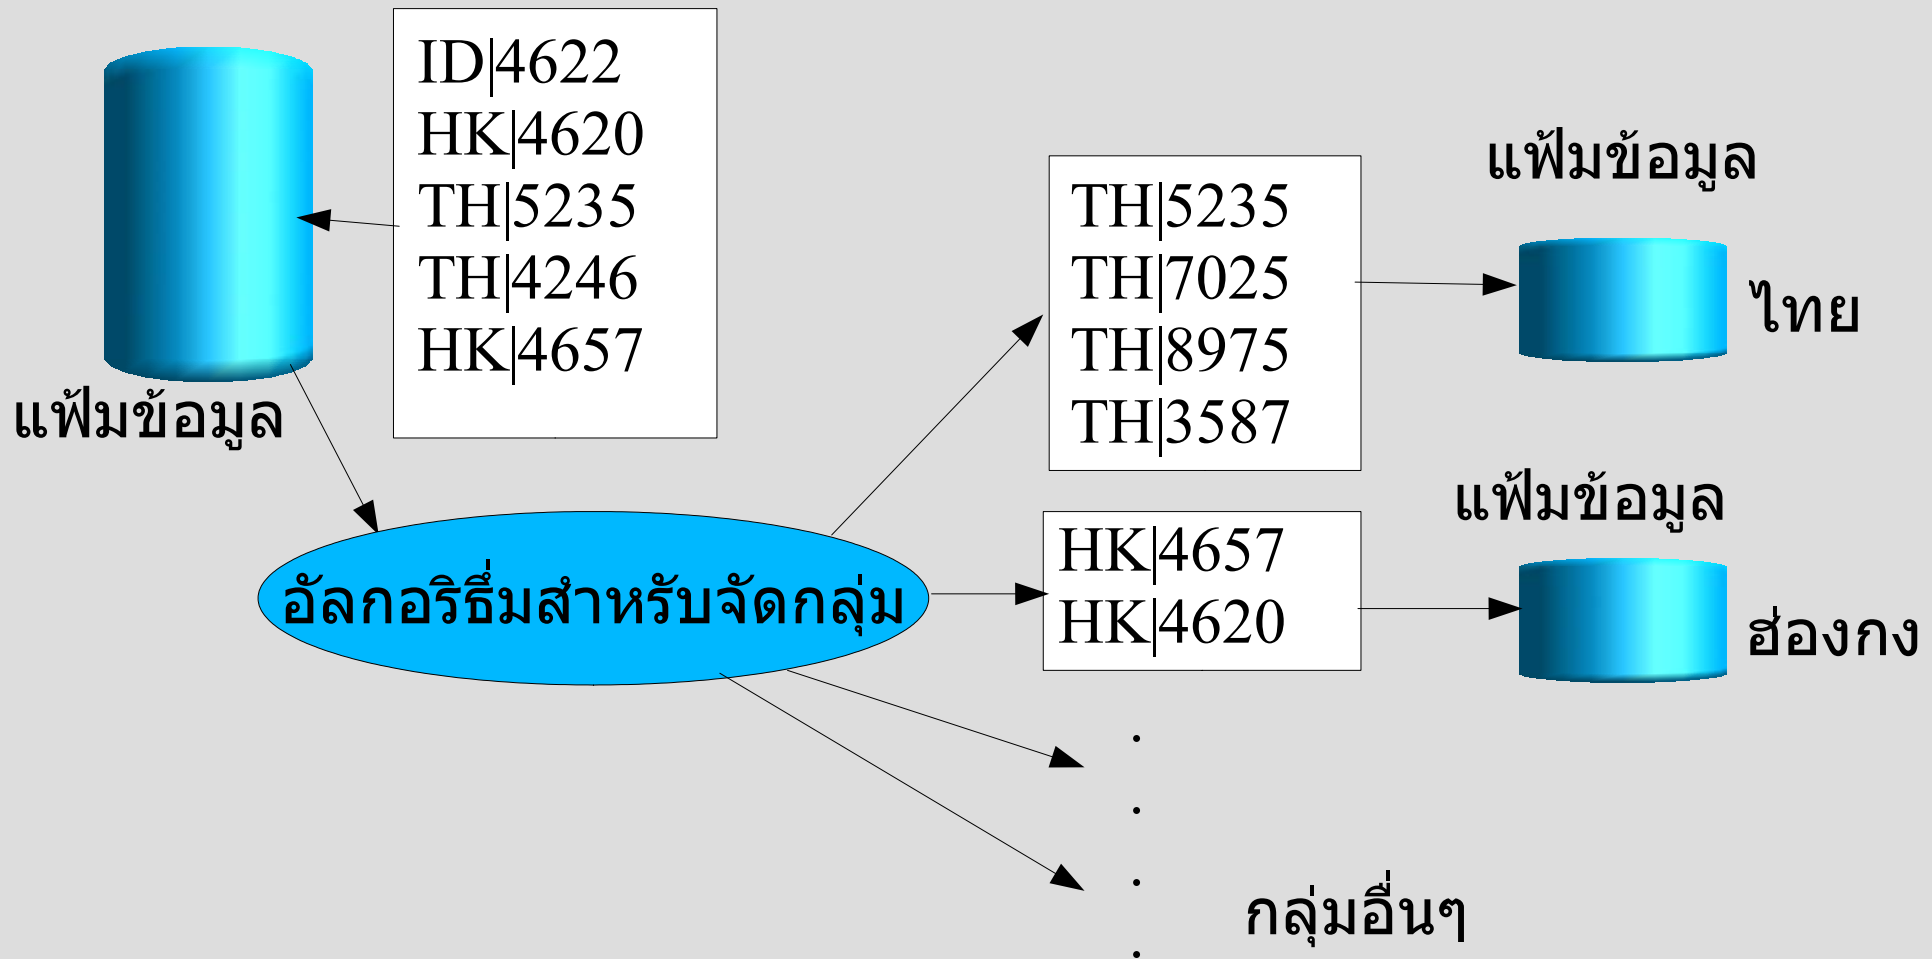 ID|4622
HK|4620
TH|5235
TH|4246
HK|4657
แฟ้มข้อมูล
อัลกอริธึ่มสำหรับจัดกลุ่ม
TH|5235
TH|7025
TH|8975
TH|3587
แฟ้มข้อมูล
ไทย
HK|4657
HK|4620
แฟ้มข้อมูล
ฮ่องกง
.
.
.
.
กลุ่มอื่นๆ